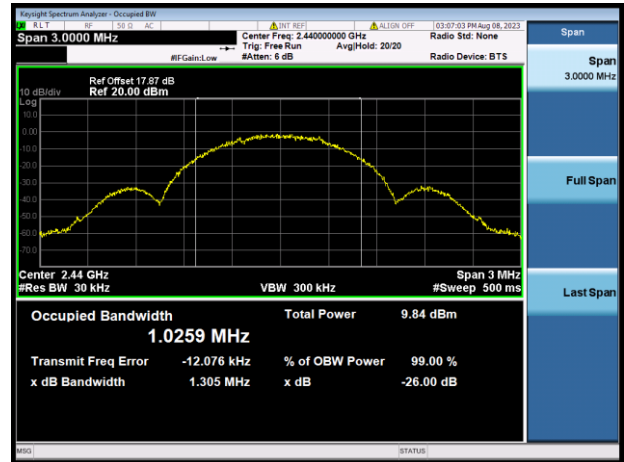 Keysight Spectrum Analyzer - Occupied BW
RLT RF 50 Ω AC INT REF ALIGN OFF 03:07:03 PM Aug 08, 2023
Span 3.0000 MHz Center Freq: 2.440000000 GHz Radio Std: None Span
Trig: Free Run Avg|Hold: 20/20
#IFGain:Low #Atten: 6 dB Radio Device: BTS
Span
3.0000 MHz
Ref Offset 17.87 dB
10 dB/div Ref 20.00 dBm
Log
10.0
0.00
-10.0
-20.0
-30.0
-40.0
-50.0
-60.0
-70.0
Full Span
Center 2.44 GHz Span 3 MHz
#Res BW 30 kHz VBW 300 kHz #Sweep 500 ms
Last Span
Occupied Bandwidth Total Power 9.84 dBm
1.0259 MHz
Transmit Freq Error -12.076 kHz % of OBW Power 99.00 %
x dB Bandwidth 1.305 MHz x dB -26.00 dB
MSG STATUS